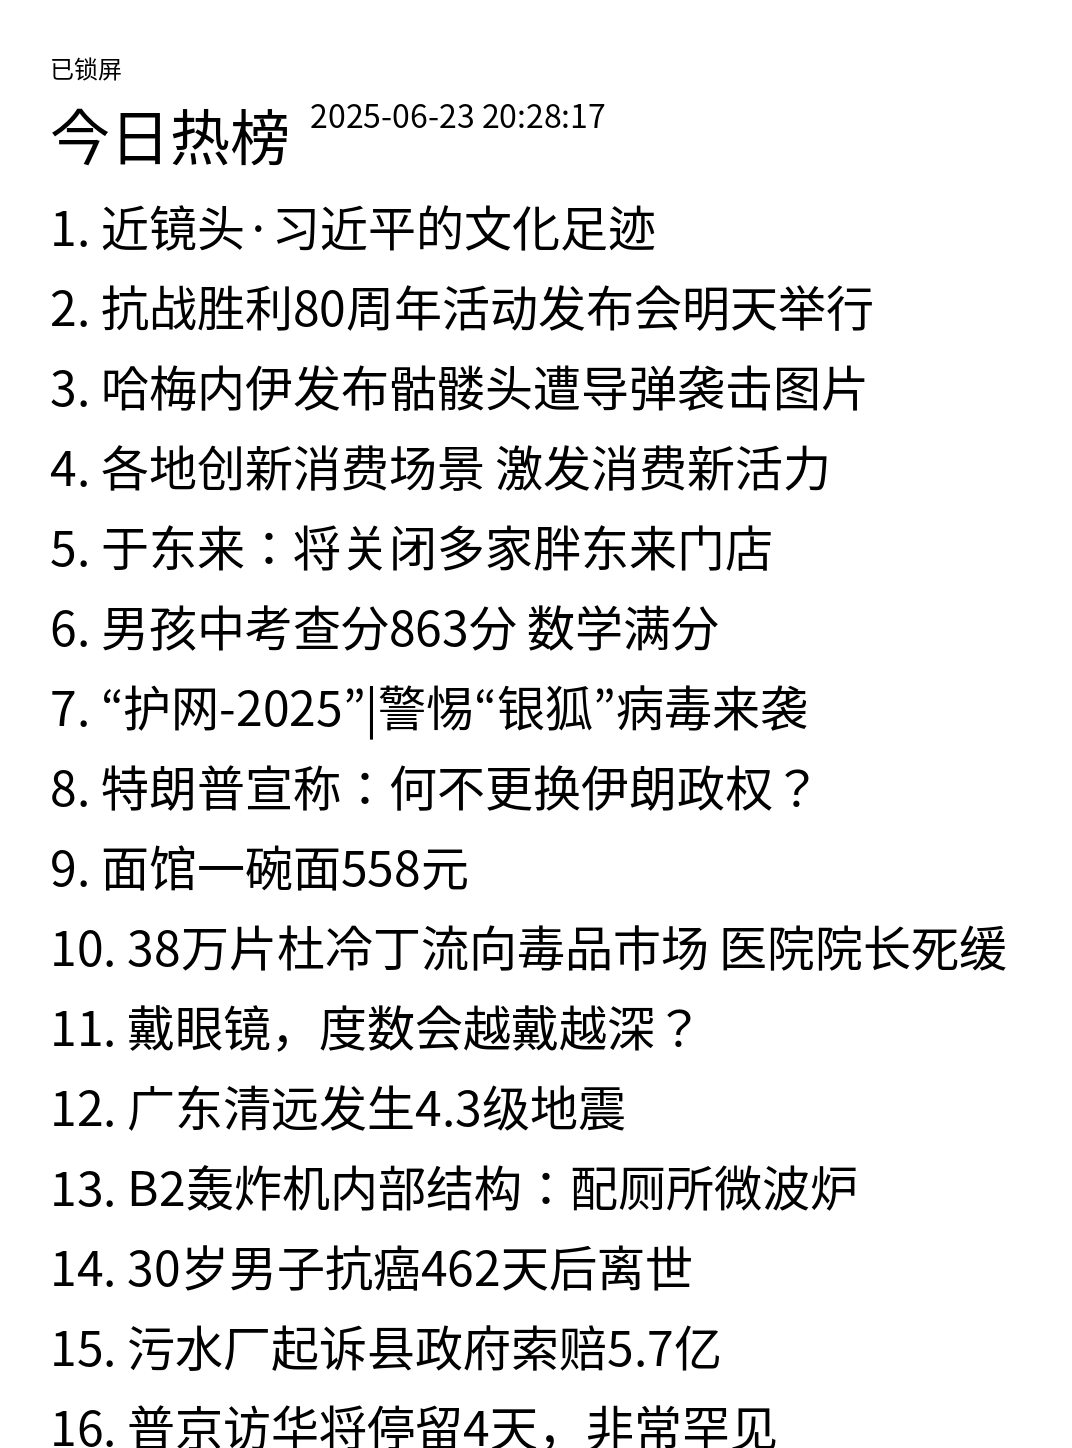 已锁屏
今日热榜 2025-06-23 20:28:17
1. 近镜头·习近平的文化足迹
2. 抗战胜利80周年活动发布会明天举行
3. 哈梅内伊发布骷髅头遭导弹袭击图片
4. 各地创新消费场景 激发消费新活力
5. 于东来：将关闭多家胖东来门店
6. 男孩中考查分863分 数学满分
7. “护网-2025”|警惕“银狐”病毒来袭
8. 特朗普宣称：何不更换伊朗政权？
9. 面馆一碗面558元
10. 38万片杜冷丁流向毒品市场 医院院长死缓
11. 戴眼镜，度数会越戴越深？
12. 广东清远发生4.3级地震
13. B2轰炸机内部结构：配厕所微波炉
14. 30岁男子抗癌462天后离世
15. 污水厂起诉县政府索赔5.7亿
16. 普京访华将停留4天，非常罕见